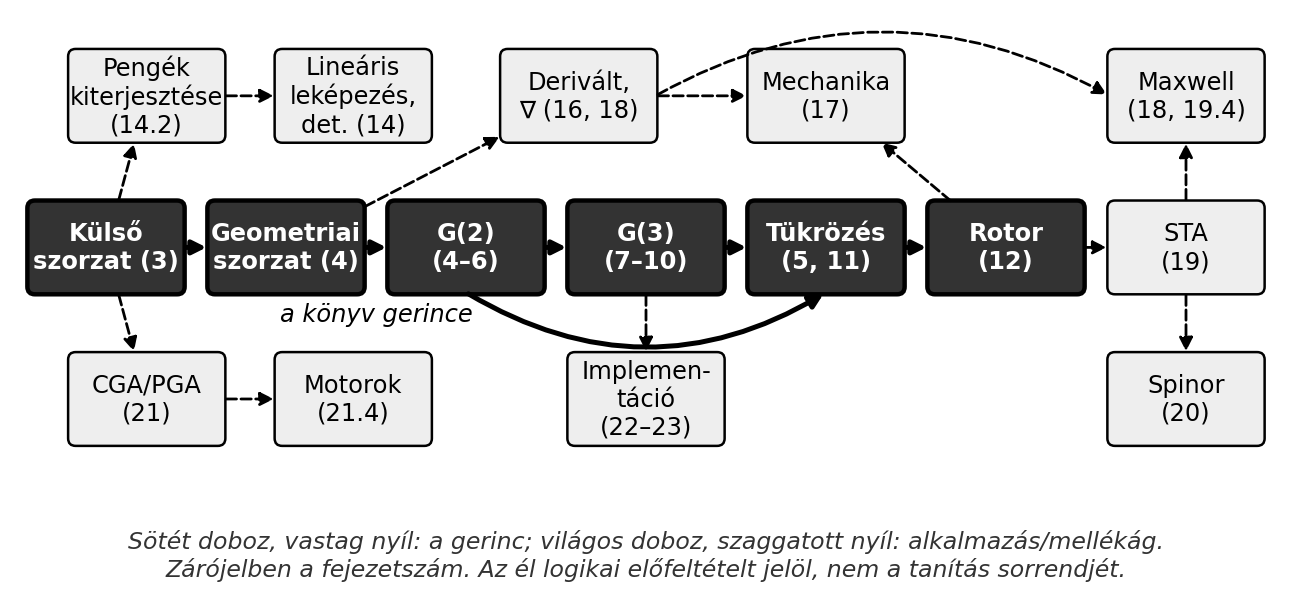 Pengék
kiterjesztése
(14.2)
Lineáris
leképezés,
det. (14)
Derivált,
∇ (16, 18)
Mechanika
(17)
Maxwell
(18, 19.4)
Külső
szorzat (3)
Geometriai
szorzat (4)
G(2)
(4–6)
G(3)
(7–10)
Tükrözés
(5, 11)
Rotor
(12)
STA
(19)
a könyv gerince
CGA/PGA
(21)
Motorok
(21.4)
Implemen-
táció
(22–23)
Spinor
(20)
Sötét doboz, vastag nyíl: a gerinc; világos doboz, szaggatott nyíl: alkalmazás/mellékág.
Zárójelben a fejezetszám. Az él logikai előfeltételt jelöl, nem a tanítás sorrendjét.